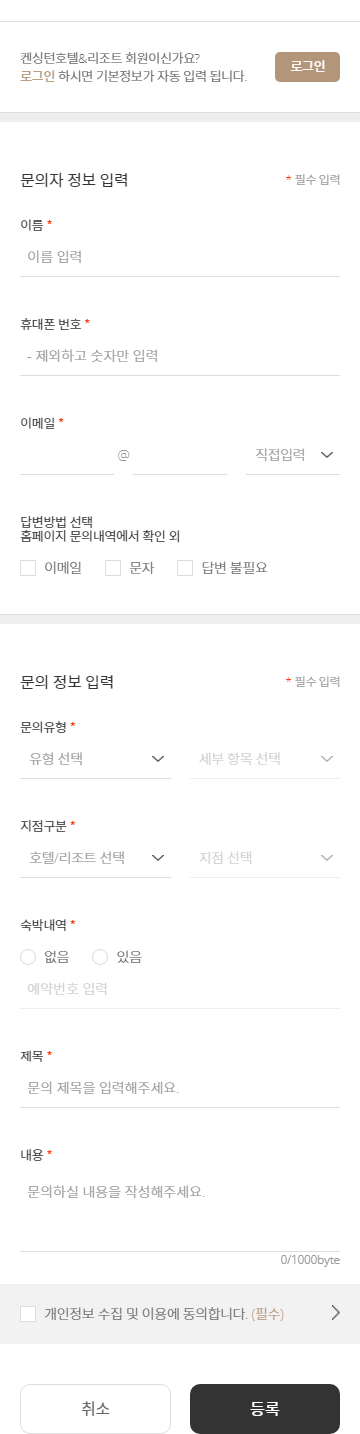 켄싱턴호텔&리조트 회원이신가요?
로그인 하시면 기본정보가 자동 입력 됩니다.
로그인
문의자 정보 입력
* 필수 입력
이름 *
이름 입력
휴대폰 번호 *
- 제외하고 숫자만 입력
이메일 *
@
직접입력
답변방법 선택
홈페이지 문의내역에서 확인 외
이메일 문자 답변 불필요
문의 정보 입력
* 필수 입력
문의유형 *
유형 선택 세부 항목 선택
지점구분 *
호텔/리조트 선택 지점 선택
숙박내역 *
없음 있음
예약번호 입력
제목 *
문의 제목을 입력해주세요.
내용 *
문의하실 내용을 작성해주세요.
0/1000byte
개인정보 수집 및 이용에 동의합니다. (필수)
취소 등록